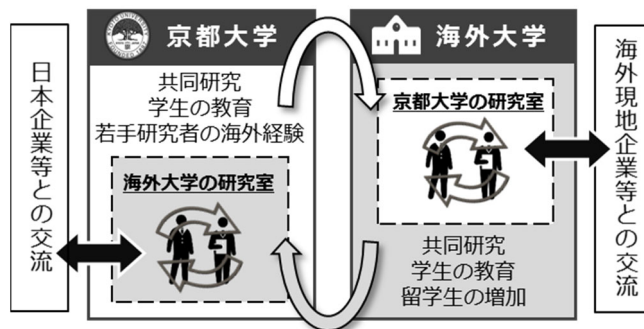 京都大学
海外大学
日本企業等との交流
共同研究
学生の教育
若手研究者の海外経験
海外大学の研究室
京都大学の研究室
共同研究
学生の教育
留学生の増加
海外現地企業等との交流